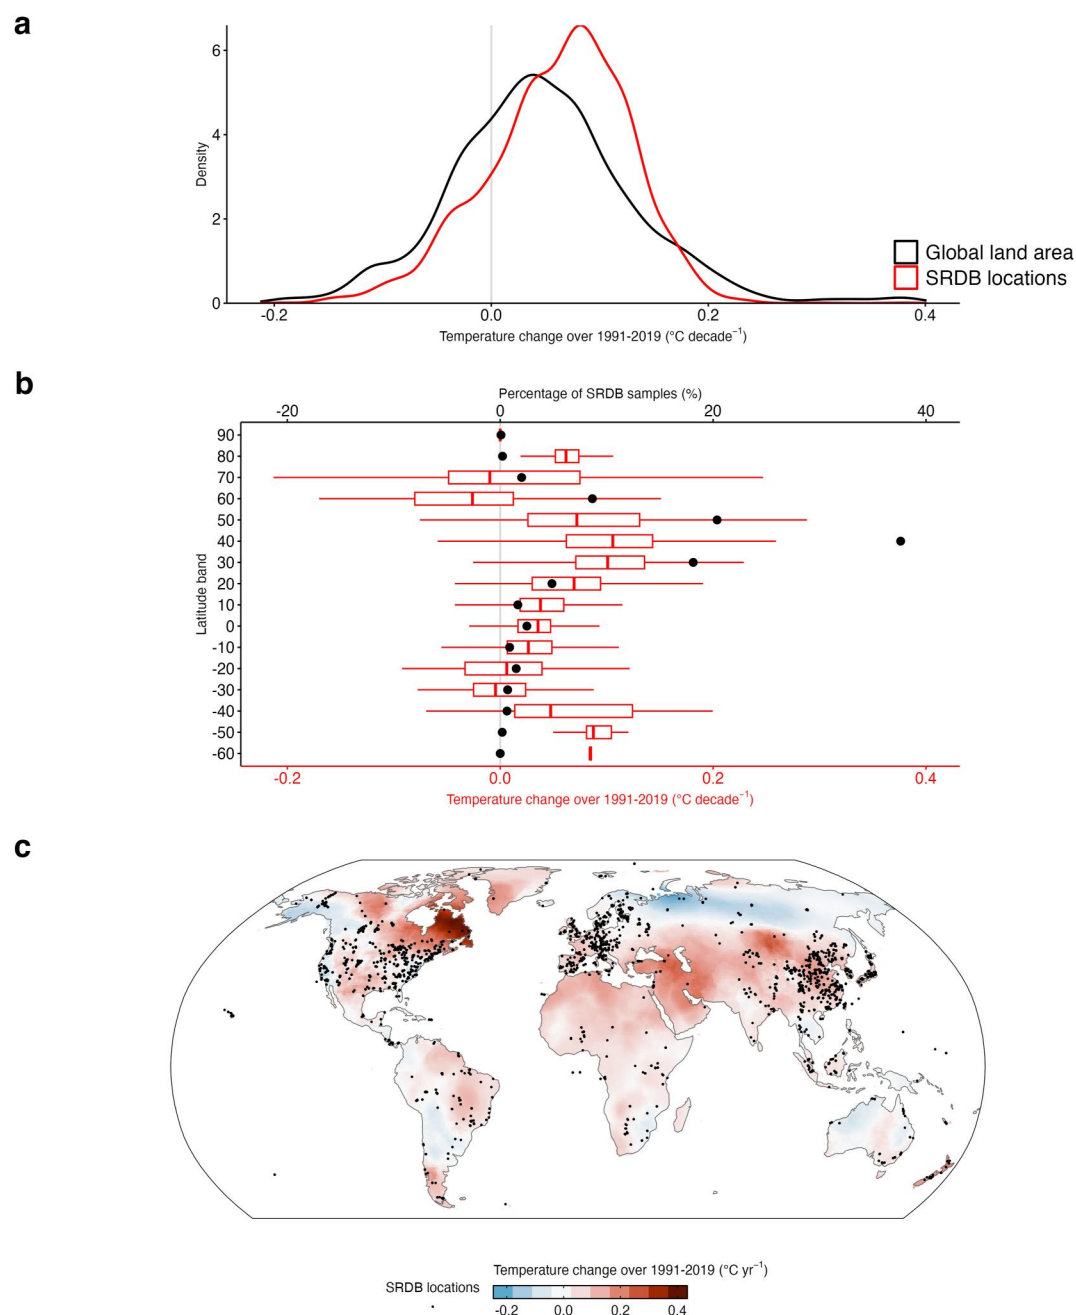 a
6
4
2
0
Density
-0.2 0.0 0.2 0.4
Temperature change over 1991-2019 (°C decade⁻¹)
Global land area
SRDB locations
b
Percentage of SRDB samples (%)
-20 0 20 40
90
80
70
60
50
40
30
20
10
0
-10
-20
-30
-40
-50
-60
Latitude band
-0.2 0.0 0.2 0.4
Temperature change over 1991-2019 (°C decade⁻¹)
c
Temperature change over 1991-2019 (°C yr⁻¹)
SRDB locations
-0.2 0.0 0.2 0.4